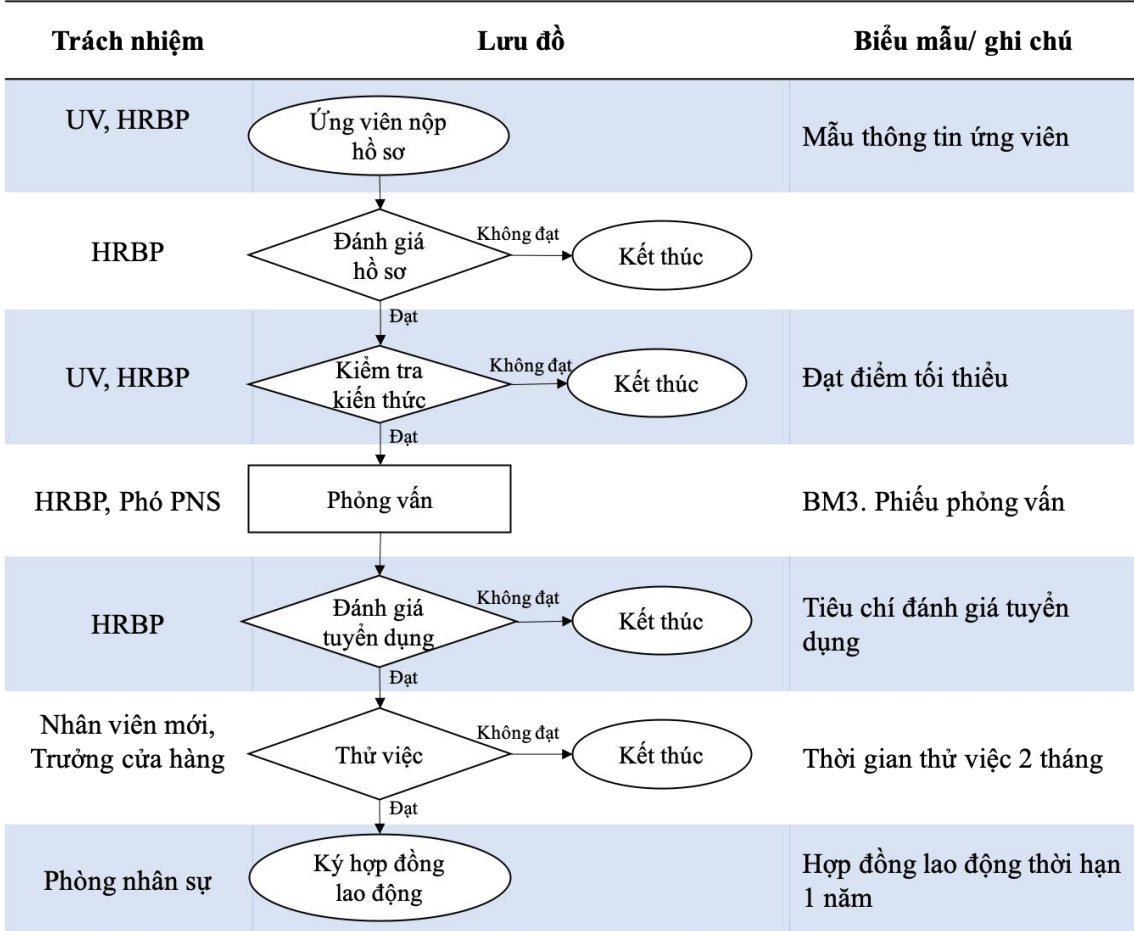 Trách nhiệm
Lưu đồ
Biểu mẫu/ ghi chú
UV, HRBP
Ứng viên nộp
hồ sơ
Mẫu thông tin ứng viên
HRBP
Đánh giá
hồ sơ
Không đạt
Kết thúc
Đạt
UV, HRBP
Kiểm tra
kiến thức
Không đạt
Kết thúc
Đạt điểm tối thiểu
Đạt
HRBP, Phó PNS
Phỏng vấn
BM3. Phiếu phỏng vấn
HRBP
Đánh giá
tuyển dụng
Không đạt
Kết thúc
Tiêu chí đánh giá tuyển
dụng
Đạt
Nhân viên mới,
Trưởng cửa hàng
Thử việc
Không đạt
Kết thúc
Thời gian thử việc 2 tháng
Đạt
Phòng nhân sự
Ký hợp đồng
lao động
Hợp đồng lao động thời hạn
1 năm